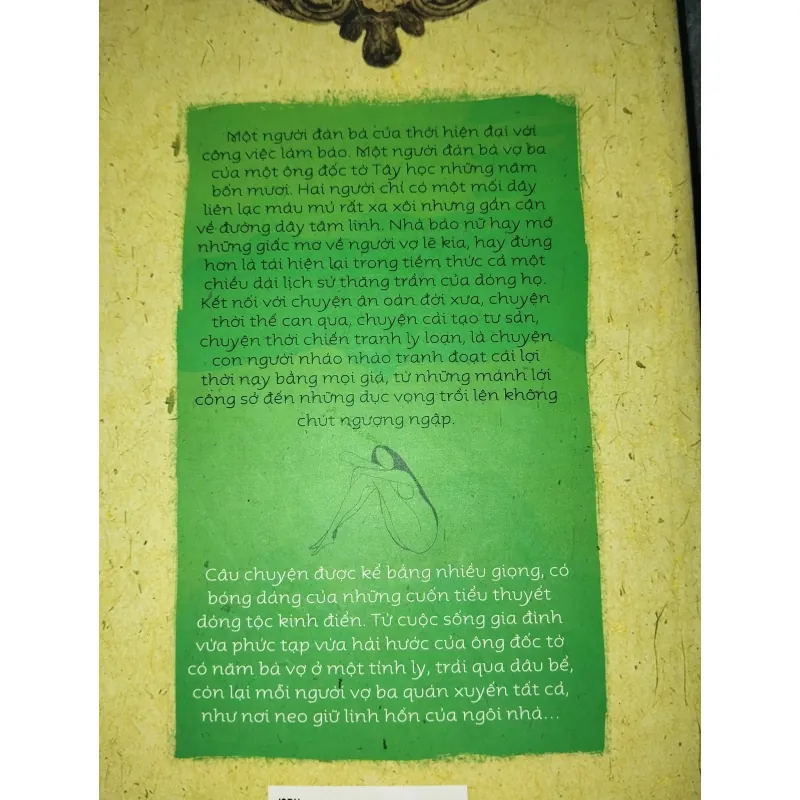 Một người đàn bà của thời hiện đại với
công việc làm báo. Một người đàn bà vợ ba
của một ông đốc tờ Tây học những năm
bốn mươi. Hai người chỉ có một mối dây
liên lạc máu mủ rất xa xôi nhưng gần cận
về đường dây tâm linh. Nhà báo nữ hay mơ
những giấc mơ về người vợ lẽ kia, hay đúng
hơn là tái hiện lại trong tiềm thức cả một
chiều dài lịch sử thăng trầm của dòng họ.
Kết nối với chuyện ân oán đời xưa, chuyện
thời thế can qua, chuyện cải tạo tư sản,
chuyện thời chiến tranh ly loạn, là chuyện
con người nháo nhào tranh đoạt cái lợi
thời nay bằng mọi giá, từ những mánh lới
công sở đến những dục vọng trồi lên không
chút ngượng ngập.
Câu chuyện được kể bằng nhiều giọng, có
bóng dáng của những cuốn tiểu thuyết
dòng tộc kinh điển. Từ cuộc sống gia đình
vừa phức tạp vừa hài hước của ông đốc tờ
có năm bà vợ ở một tỉnh lỵ, trải qua dâu bể,
còn lại mỗi người vợ ba quán xuyến tất cả,
như nơi neo giữ linh hồn của ngôi nhà...